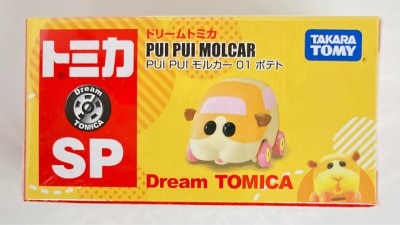 トミカ
Dream
TOMICA
SP
ドリームトミカ
PUI PUI MOLCAR
PUI PUI モルカー 01 ポテト
TAKARA
TOMY
Dream TOMICA